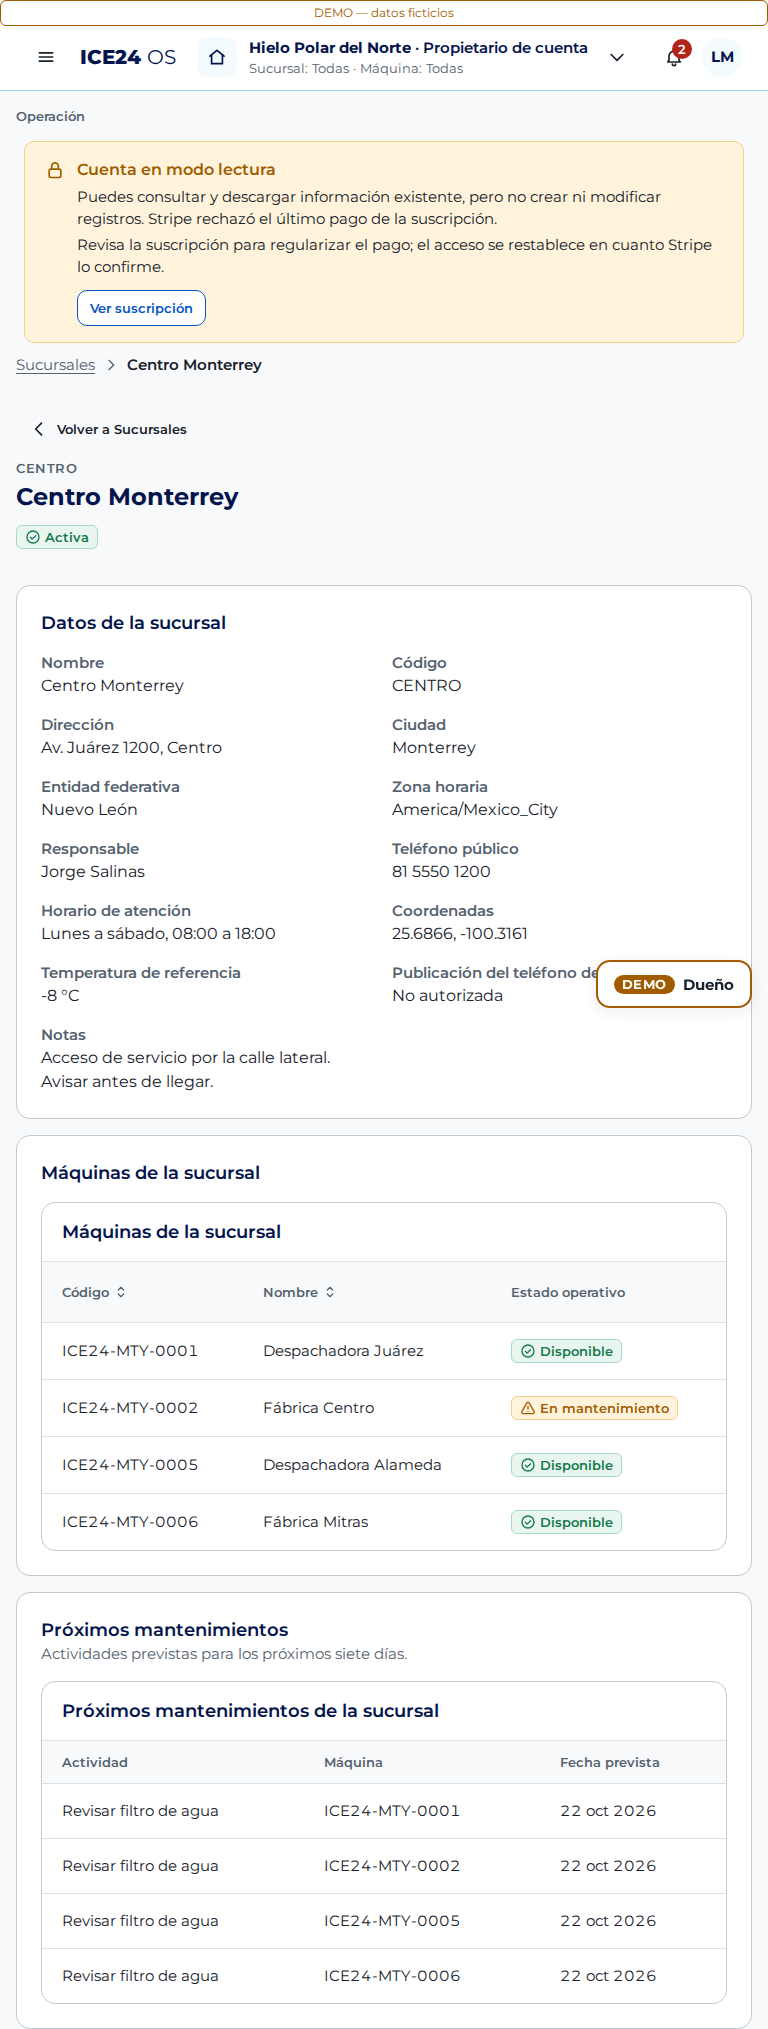 DEMO — datos ficticios
ICE24 OS
Hielo Polar del Norte · Propietario de cuenta
Sucursal: Todas · Máquina: Todas
2
LM
Operación
Cuenta en modo lectura
Puedes consultar y descargar información existente, pero no crear ni modificar
registros. Stripe rechazó el último pago de la suscripción.
Revisa la suscripción para regularizar el pago; el acceso se restablece en cuanto Stripe
lo confirme.
Ver suscripción
Sucursales > Centro Monterrey
Volver a Sucursales
CENTRO
Centro Monterrey
Activa
Datos de la sucursal
Nombre
Centro Monterrey
Código
CENTRO
Dirección
Av. Juárez 1200, Centro
Ciudad
Monterrey
Entidad federativa
Nuevo León
Zona horaria
America/Mexico_City
Responsable
Jorge Salinas
Teléfono público
81 5550 1200
Horario de atención
Lunes a sábado, 08:00 a 18:00
Coordenadas
25.6866, -100.3161
Temperatura de referencia
-8 °C
Publicación del teléfono de
No autorizada
DEMO Dueño
Notas
Acceso de servicio por la calle lateral.
Avisar antes de llegar.
Máquinas de la sucursal
Máquinas de la sucursal
Código Nombre Estado operativo
ICE24-MTY-0001 Despachadora Juárez Disponible
ICE24-MTY-0002 Fábrica Centro En mantenimiento
ICE24-MTY-0005 Despachadora Alameda Disponible
ICE24-MTY-0006 Fábrica Mitras Disponible
Próximos mantenimientos
Actividades previstas para los próximos siete días.
Próximos mantenimientos de la sucursal
Actividad Máquina Fecha prevista
Revisar filtro de agua ICE24-MTY-0001 22 oct 2026
Revisar filtro de agua ICE24-MTY-0002 22 oct 2026
Revisar filtro de agua ICE24-MTY-0005 22 oct 2026
Revisar filtro de agua ICE24-MTY-0006 22 oct 2026